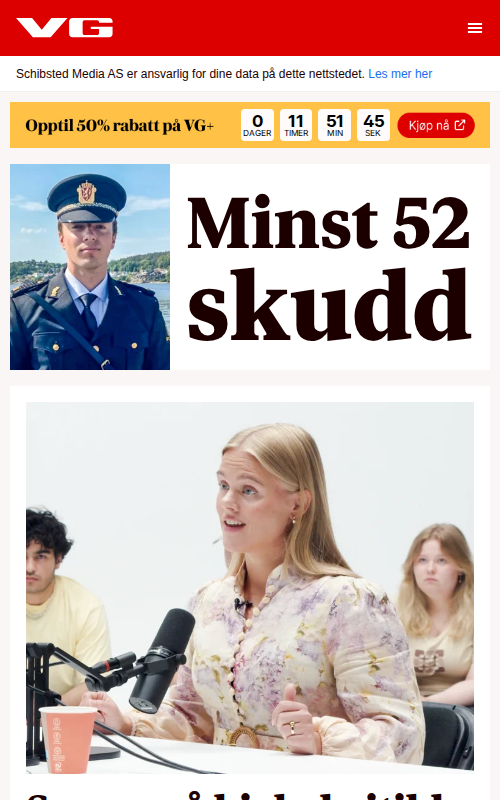 VG
Schibsted Media AS er ansvarlig for dine data på dette nettstedet. Les mer her
Opptil 50% rabatt på VG+
0 11 51 45
DAGER TIMER MIN SEK
Kjøp nå
Minst 52
skudd